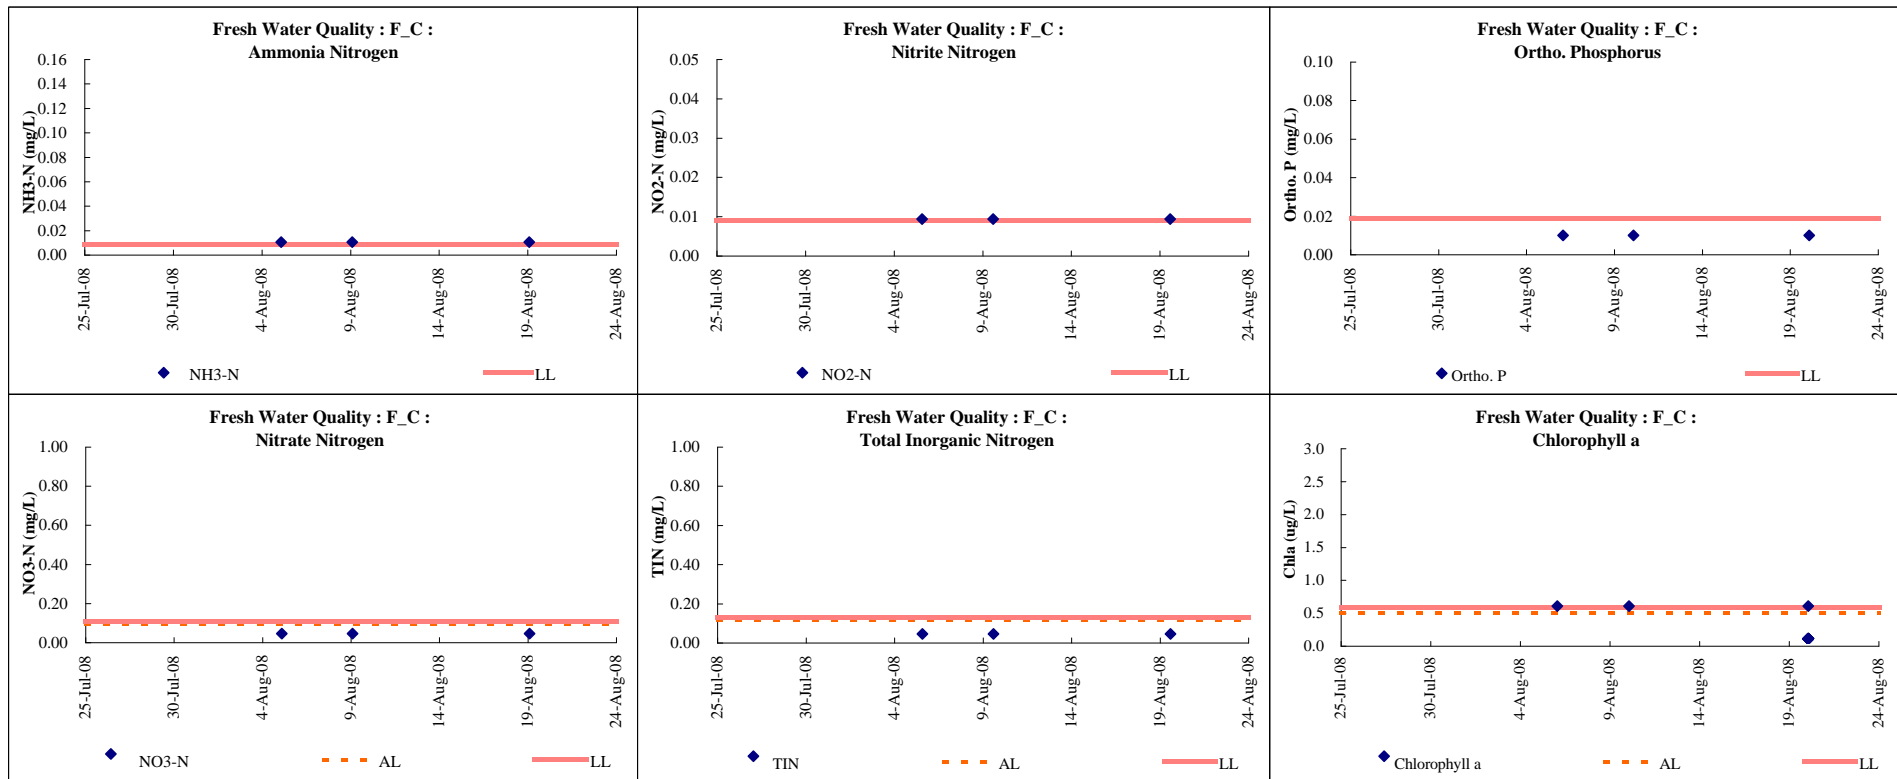 Fresh Water Quality : F_C :
Ammonia Nitrogen
0.16
0.14
0.12
0.10
0.08
0.06
0.04
0.02
0.00
NH3-N (mg/L)
25-Jul-08
30-Jul-08
4-Aug-08
9-Aug-08
14-Aug-08
19-Aug-08
24-Aug-08
NH3-N
LL
Fresh Water Quality : F_C :
Nitrite Nitrogen
0.05
0.04
0.03
0.02
0.01
0.00
NO2-N (mg/L)
25-Jul-08
30-Jul-08
4-Aug-08
9-Aug-08
14-Aug-08
19-Aug-08
24-Aug-08
NO2-N
LL
Fresh Water Quality : F_C :
Ortho. Phosphorus
0.10
0.08
0.06
0.04
0.02
0.00
Ortho. P (mg/L)
25-Jul-08
30-Jul-08
4-Aug-08
9-Aug-08
14-Aug-08
19-Aug-08
24-Aug-08
Ortho. P
LL
Fresh Water Quality : F_C :
Nitrate Nitrogen
1.00
0.80
0.60
0.40
0.20
0.00
NO3-N (mg/L)
25-Jul-08
30-Jul-08
4-Aug-08
9-Aug-08
14-Aug-08
19-Aug-08
24-Aug-08
NO3-N
AL
LL
Fresh Water Quality : F_C :
Total Inorganic Nitrogen
1.00
0.80
0.60
0.40
0.20
0.00
TIN (mg/L)
25-Jul-08
30-Jul-08
4-Aug-08
9-Aug-08
14-Aug-08
19-Aug-08
24-Aug-08
TIN
AL
LL
Fresh Water Quality : F_C :
Chlorophyll a
3.0
2.5
2.0
1.5
1.0
0.5
0.0
Chla (ug/L)
25-Jul-08
30-Jul-08
4-Aug-08
9-Aug-08
14-Aug-08
19-Aug-08
24-Aug-08
Chlorophyll a
AL
LL